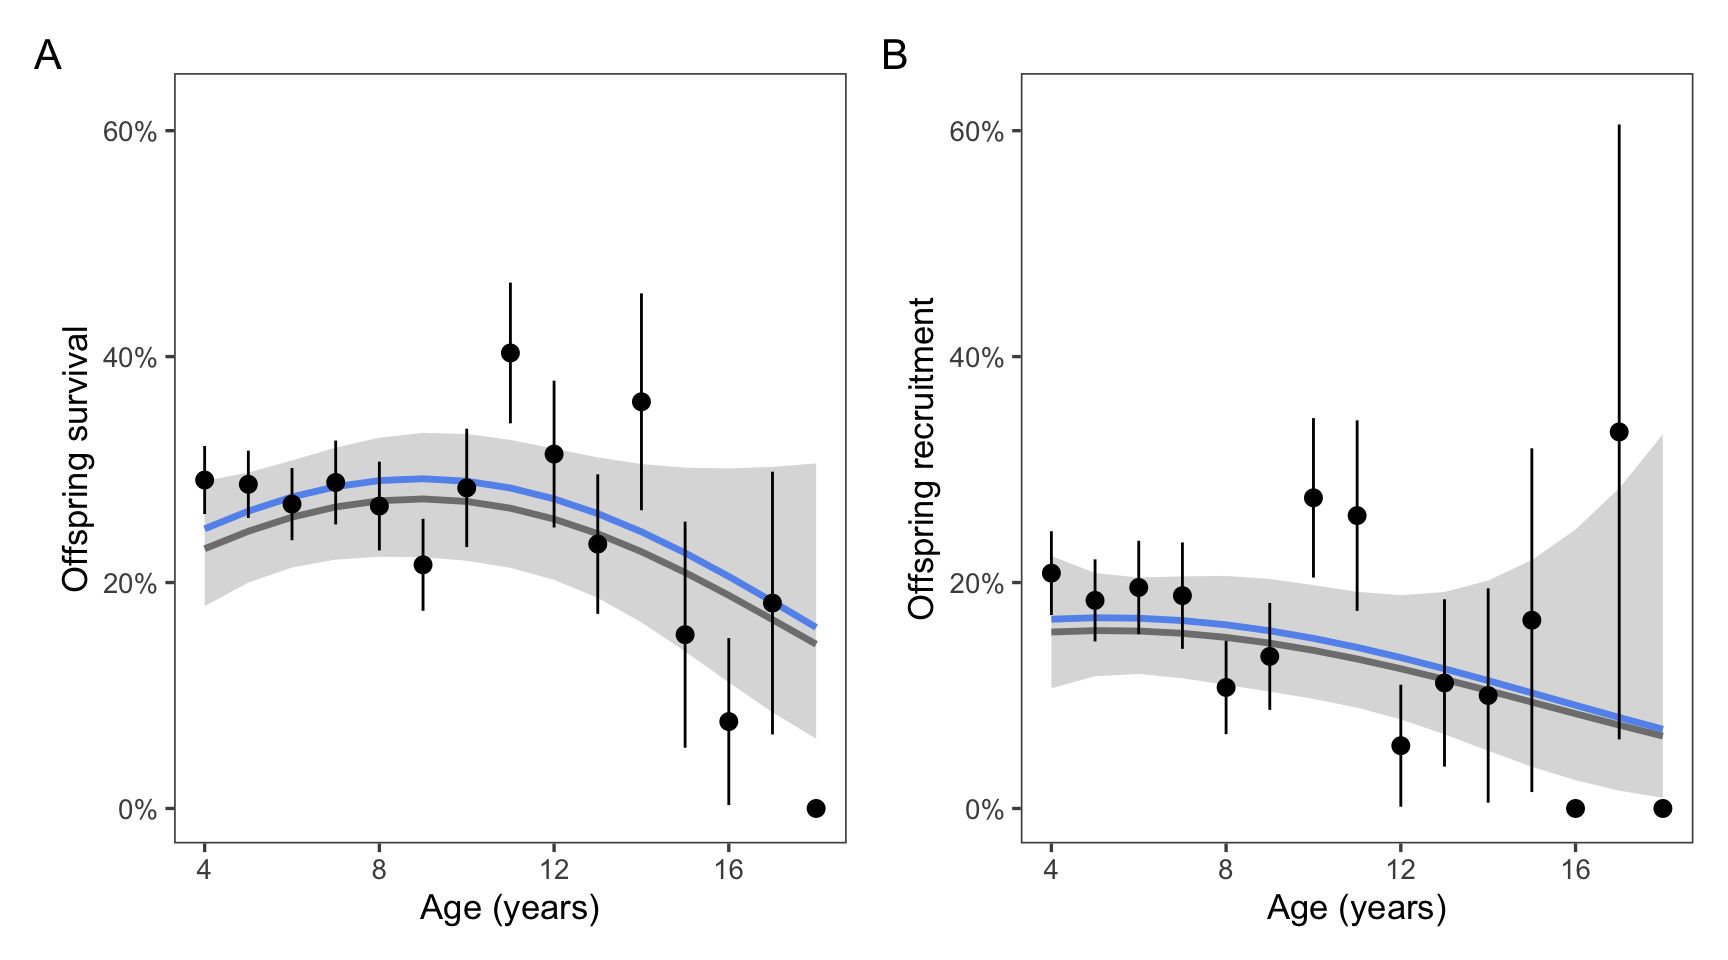 A
60%
40%
20%
0%
Offspring survival
4 8 12 16
Age (years)
B
60%
40%
20%
0%
Offspring recruitment
4 8 12 16
Age (years)